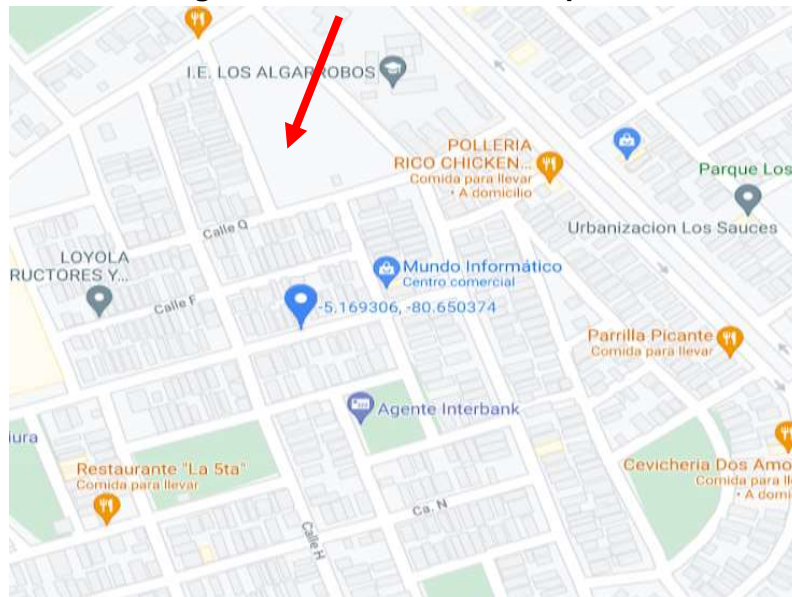 I.E. LOS ALGARROBOS
POLLERIA
RICO CHICKEN...
Comida para llevar
• A domicilio
Parque Los
Urbanizacion Los Sauces
Calle Q
LOYOLA
RUCTORES Y...
Mundo Informático
Centro comercial
Calle F
-5.169306, -80.650374
Parrilla Picante
Comida para llevar
Agente Interbank
iura
Restaurante "La 5ta"
Comida para llevar
Cevicheria Dos Amo
Comida para ll
• A domi
Ca. N
Calle H